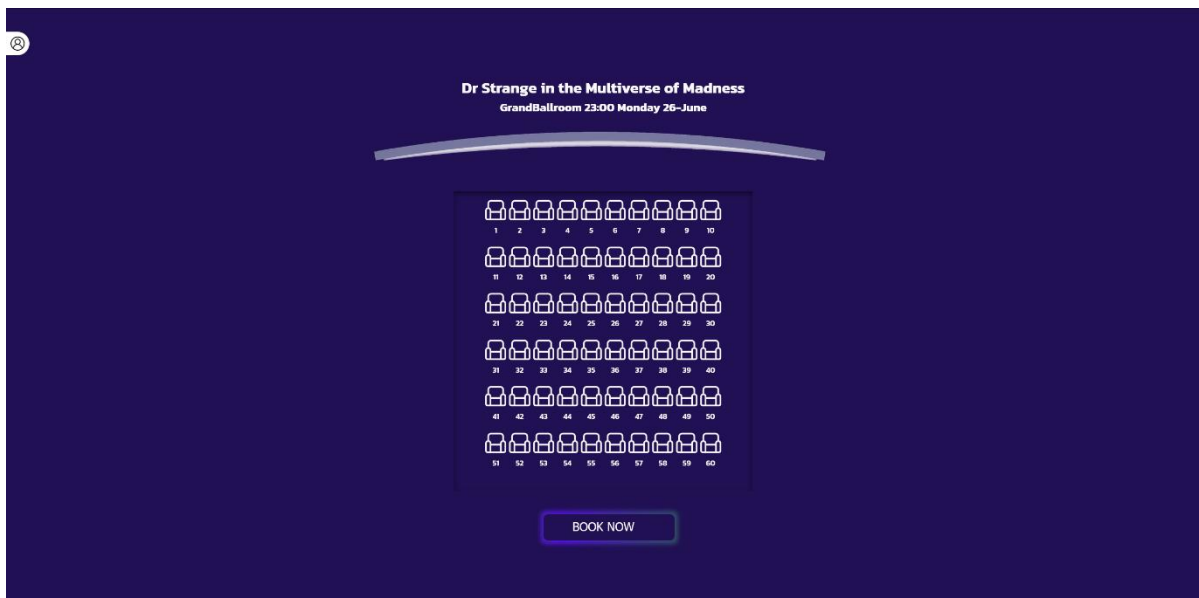 Dr Strange in the Multiverse of Madness
GrandBallroom 23:00 Monday 26-June
1 2 3 4 5 6 7 8 9 10
11 12 13 14 15 16 17 18 19 20
21 22 23 24 25 26 27 28 29 30
31 32 33 34 35 36 37 38 39 40
41 42 43 44 45 46 47 48 49 50
51 52 53 54 55 56 57 58 59 60
BOOK NOW